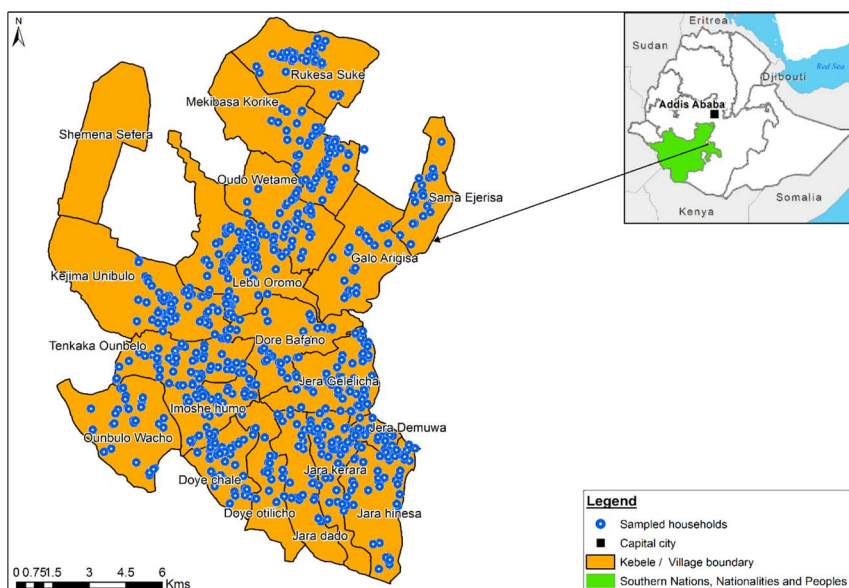 N
Rukesa Suke
Mekibasa Korike
Shemena Sefera
Oudo Wetame
Sama Ejerisa
Galo Arigisa
Kejima Unibulo
Lebu Oromo
Tenkaka Ounbelo
Dore Bafano
Jera Gelelicha
Imoshe humo
Jera Demuwa
Ounbulo Wacho
Jara kerara
Doye chale
Doye otilicho
Jara hinesa
Jara dado
0 0.75 1.5 3 4.5 6
Kms
Eritrea
Sudan
Red Sea
Djibouti
Addis Ababa
Somalia
Kenya
Legend
Sampled households
Capital city
Kebele / Village boundary
Southern Nations, Nationalities and Peoples